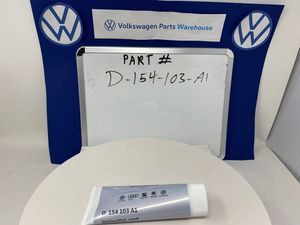 Volkswagen Parts Warehouse
PART #
D-154-103-A1
D 154 103 A1